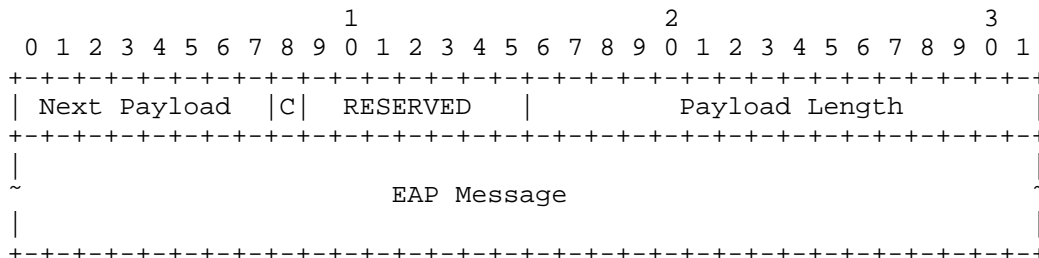 1                   2                   3
 0 1 2 3 4 5 6 7 8 9 0 1 2 3 4 5 6 7 8 9 0 1 2 3 4 5 6 7 8 9 0 1
+-+-+-+-+-+-+-+-+-+-+-+-+-+-+-+-+-+-+-+-+-+-+-+-+-+-+-+-+-+-+-+-+
| Next Payload  |C|  RESERVED   |         Payload Length        |
+-+-+-+-+-+-+-+-+-+-+-+-+-+-+-+-+-+-+-+-+-+-+-+-+-+-+-+-+-+-+-+-+
|                                                               |
~                       EAP Message                             ~
|                                                               |
+-+-+-+-+-+-+-+-+-+-+-+-+-+-+-+-+-+-+-+-+-+-+-+-+-+-+-+-+-+-+-+-+